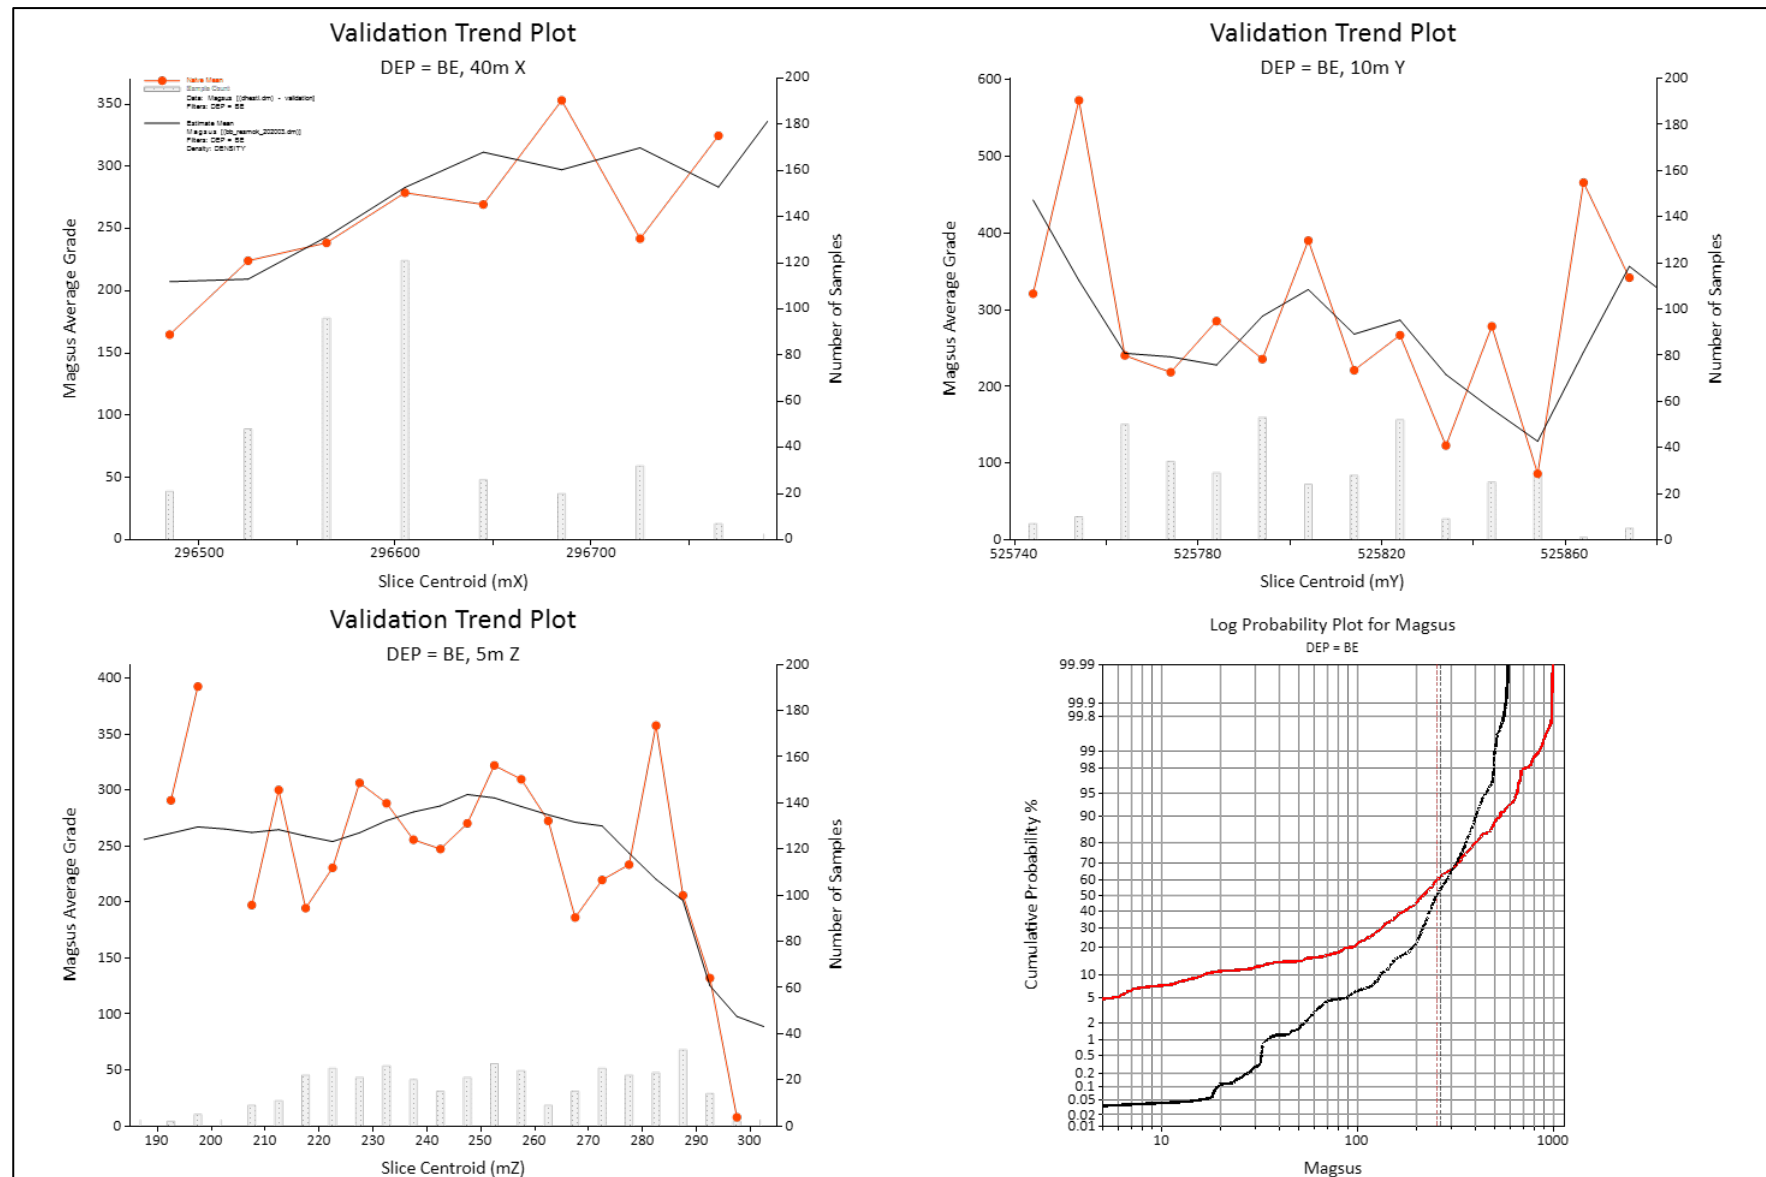 Validation Trend Plot
DEP = BE, 40m X
Naive Mean
Sample Count
Data: Magsus [(dhest).dm) - validation]
Filters: DEP = BE
Estimate Mean
Filters: DEP = BE
Density: DENSITY
350
300
250
200
150
100
50
0
Magsus Average Grade
200
180
160
140
120
100
80
60
40
20
0
Number of Samples
296500 296600 296700
Slice Centroid (mX)
Validation Trend Plot
DEP = BE, 10m Y
600
500
400
300
200
100
0
Magsus Average Grade
200
180
160
140
120
100
80
60
40
20
0
Number of Samples
525740 525780 525820 525860
Slice Centroid (mY)
Validation Trend Plot
DEP = BE, 5m Z
400
350
300
250
200
150
100
50
0
Magsus Average Grade
200
180
160
140
120
100
80
60
40
20
0
Number of Samples
190 200 210 220 230 240 250 260 270 280 290 300
Slice Centroid (mZ)
Log Probability Plot for Magsus
DEP = BE
99.99
99.9
99.8
99
98
95
90
80
70
60
50
40
30
20
10
5
2
1
0.5
0.2
0.1
0.05
0.02
0.01
Cumulative Probability %
10 100 1000
Magsus